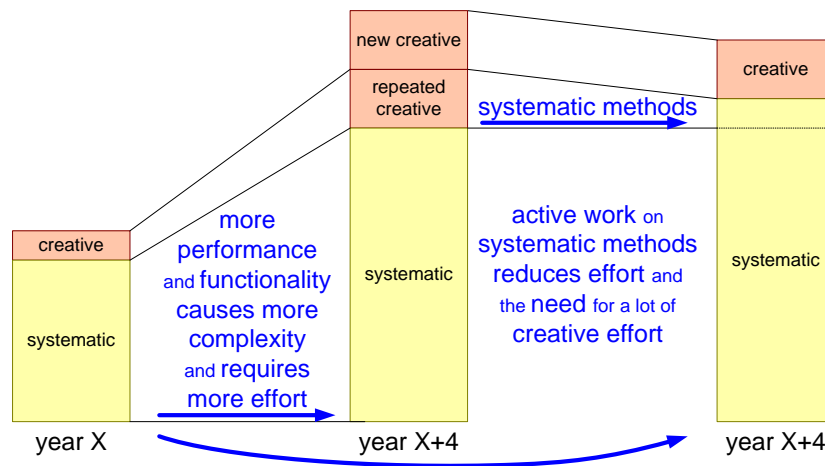 creative
systematic
year X
more
performance
and functionality
causes more
complexity
and requires
more effort
new creative
repeated
creative
systematic
year X+4
systematic methods
active work on
systematic methods
reduces effort and
the need for a lot of
creative effort
creative
systematic
year X+4